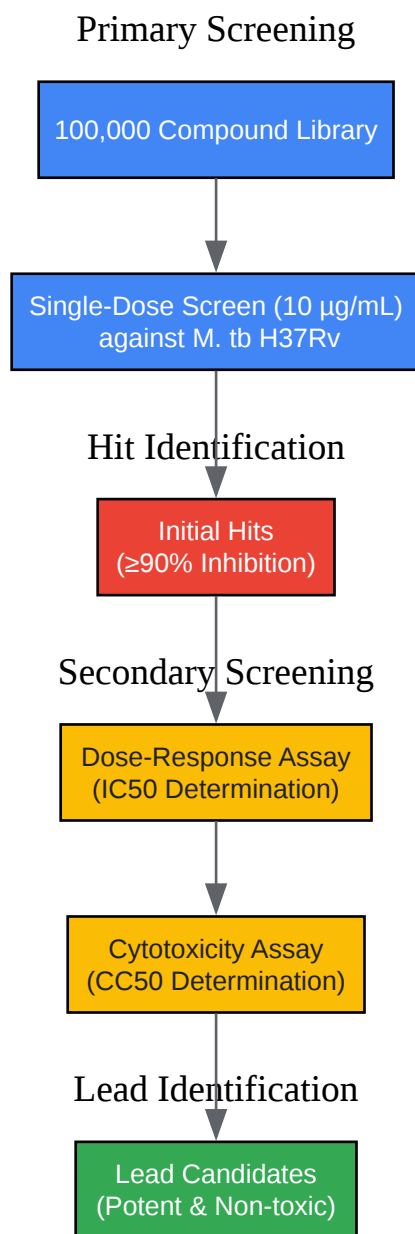 Primary Screening
100,000 Compound Library
Single-Dose Screen (10 µg/mL)
against M. tb H37Rv
Hit Identification
Initial Hits
(≥90% Inhibition)
Secondary Screening
Dose-Response Assay
(IC50 Determination)
Cytotoxicity Assay
(CC50 Determination)
Lead Identification
Lead Candidates
(Potent & Non-toxic)